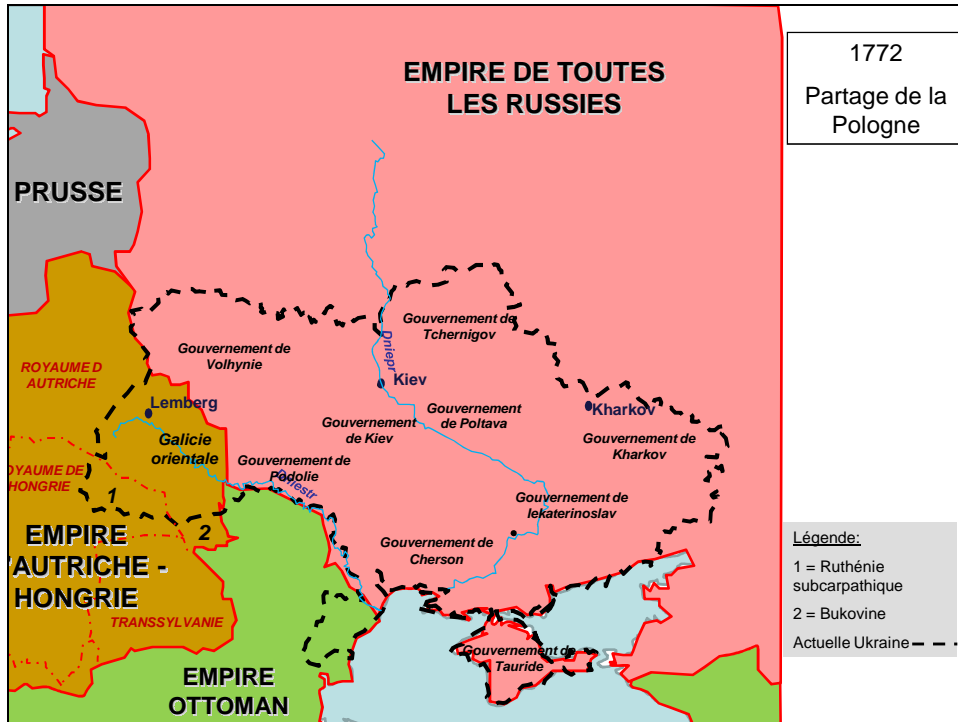 EMPIRE DE TOUTES
LES RUSSIES
1772
Partage de la
Pologne
PRUSSE
Gouvernement de
Tchernigov
Dniepr
Gouvernement de
Volhynie
ROYAUME D
AUTRICHE
Kiev
Lemberg
Gouvernement
de Poltava
Kharkov
Gouvernement
de Kiev
Galicie
orientale
Gouvernement de
Kharkov
Gouvernement de
Podolie
OYAUME DE
HONGRIE
Dniestr
1
Gouvernement de
Iekaterinoslav
2
EMPIRE
'AUTRICHE -
HONGRIE
Gouvernement de
Cherson
TRANSSYLVANIE
Gouvernement de
Tauride
EMPIRE
OTTOMAN
Légende:
1 = Ruthénie
subcarpathique
2 = Bukovine
Actuelle Ukraine